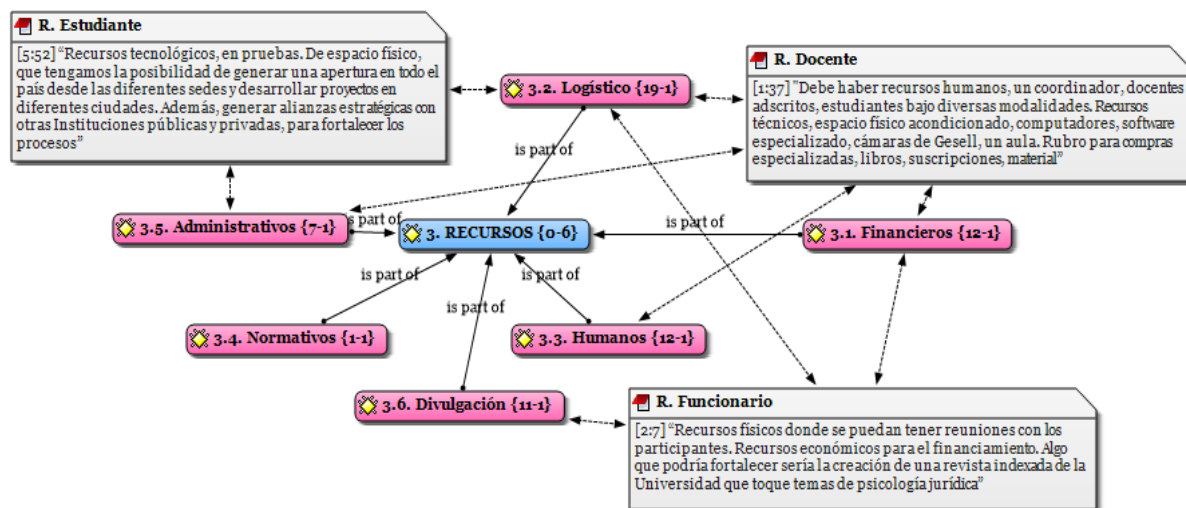 R. Estudiante
[5:52] “Recursos tecnológicos, en pruebas. De espacio físico,
que tengamos la posibilidad de generar una apertura en todo el
país desde las diferentes sedes y desarrollar proyectos en
diferentes ciudades. Además, generar alianzas estratégicas con
otras Instituciones públicas y privadas, para fortalecer los
procesos”
R. Docente
[1:37] ”Debe haber recursos humanos, un coordinador, docentes
adscritos, estudiantes bajo diversas modalidades. Recursos
técnicos, espacio físico acondicionado, computadores, software
especializado, cámaras de Gesell, un aula. Rubro para compras
especializadas, libros, suscripciones, material”
3.2. Logístico {19-1}
is part of
3.5. Administrativos {7-1}
is part of
3. RECURSOS {0-6}
is part of
3.1. Financieros {12-1}
is part of
is part of
is part of
3.4. Normativos {1-1}
3.3. Humanos {12-1}
3.6. Divulgación {11-1}
R. Funcionario
[2:7] “Recursos físicos donde se puedan tener reuniones con los
participantes. Recursos económicos para el financiamiento. Algo
que podría fortalecer sería la creación de una revista indexada de la
Universidad que toque temas de psicología jurídica”